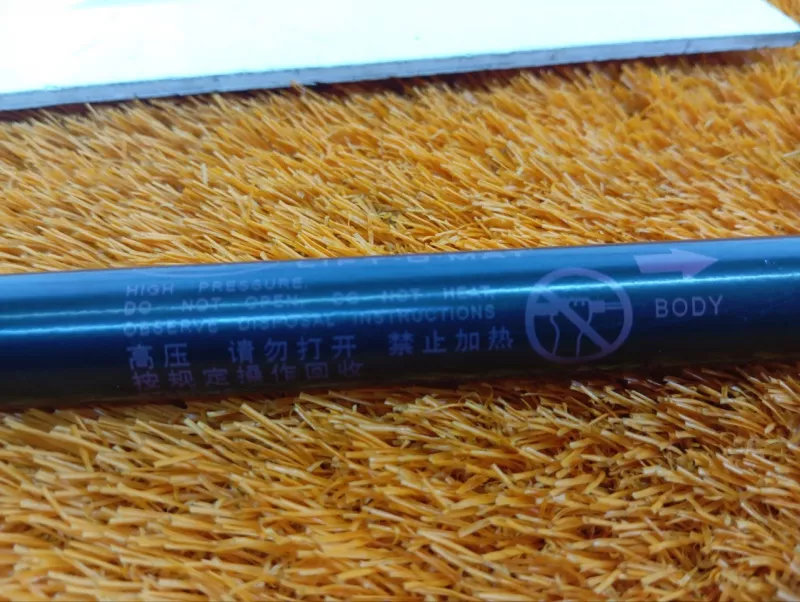 HIGH PRESSURE.
DO NOT OPEN. DO NOT HEAT.
DESERVE DISPOSAL INSTRUCTIONS
高压 请勿打开 禁止加热
按规定操作回收
BODY